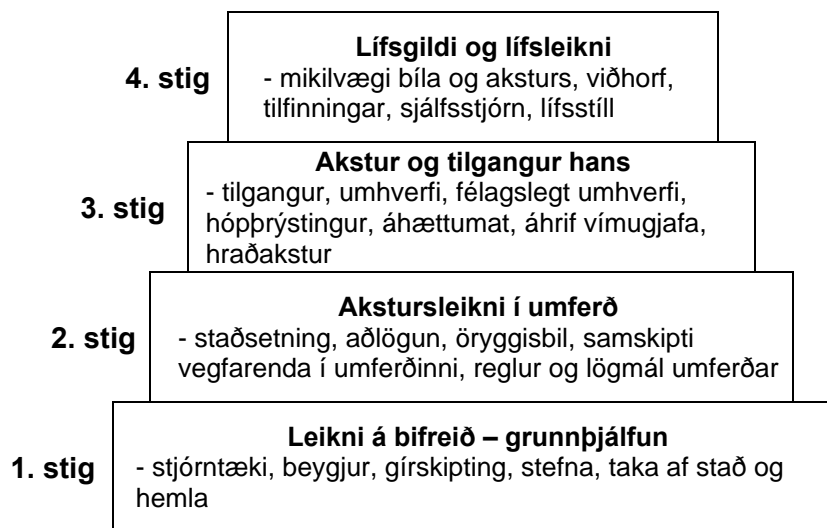 4. stig
Lífsgildi og lífsleikni
- mikilvægi bíla og aksturs, viðhorf,
tilfinningar, sjálfsstjórn, lífsstíll
3. stig
Akstur og tilgangur hans
- tilgangur, umhverfi, félagslegt umhverfi,
hópþrýstingur, áhættumat, áhrif vímugjafa,
hraðakstur
2. stig
Akstursleikni í umferð
- staðsetning, aðlögun, öryggisbil, samskipti
vegfarenda í umferðinni, reglur og lögmál umferðar
1. stig
Leikni á bifreið – grunnþjálfun
- stjórntæki, beygjur, gírskipting, stefna, taka af stað og
hemla